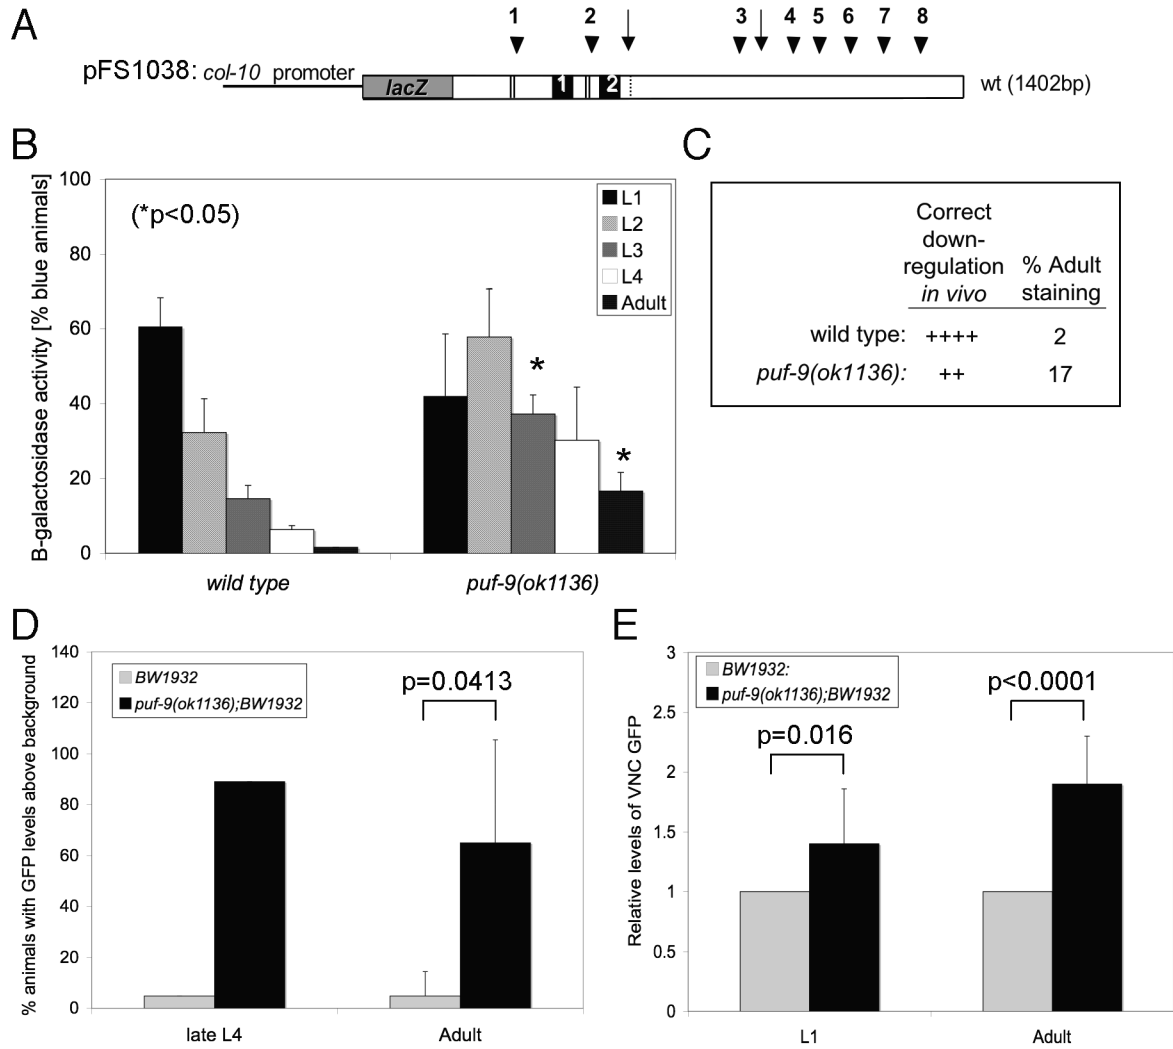 A
1 2 3 4 5 6 7 8
pFS1038: col-10 promoter
lacZ
1
2
wt (1402bp)
B
B-galactosidase activity [% blue animals]
100
80
60
40
20
0
(*p<0.05)
L1
L2
L3
L4
Adult
*
*
wild type
puf-9(ok1136)
C
Correct
down-
regulation
in vivo
% Adult
staining
wild type: ++++ 2
puf-9(ok1136): ++ 17
D
% animals with GFP levels above background
140
120
100
80
60
40
20
0
BW1932
puf-9(ok1136);BW1932
p=0.0413
late L4
Adult
E
Relative levels of VNC GFP
3
2.5
2
1.5
1
0.5
0
BW1932:
puf-9(ok1136);BW1932
p=0.016
p<0.0001
L1
Adult